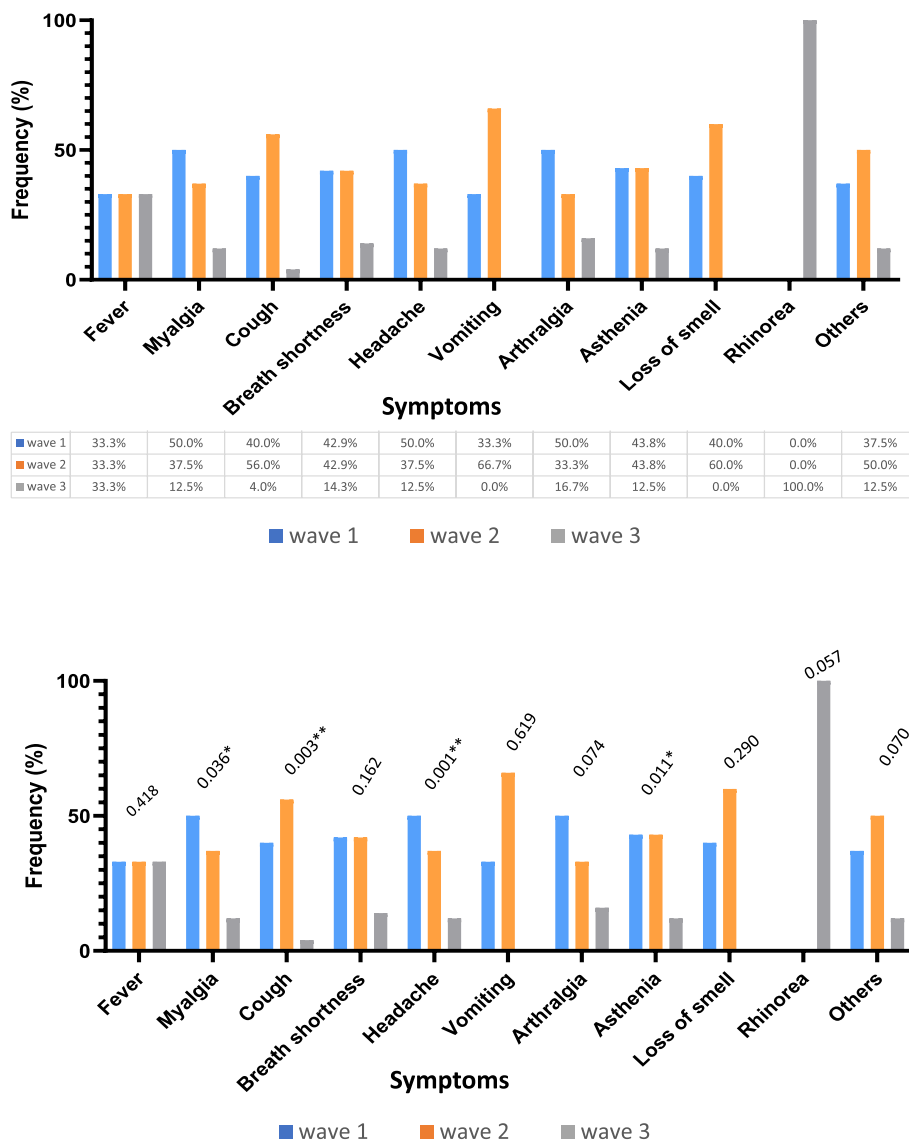 100
50
0
Frequency (%)
Fever
Myalgia
Cough
Breath shortness
Headache
Vomiting
Arthralgia
Asthenia
Loss of smell
Rhinorea
Others
Symptoms
wave 1 33.3% 50.0% 40.0% 42.9% 50.0% 33.3% 50.0% 43.8% 40.0% 0.0% 37.5%
wave 2 33.3% 37.5% 56.0% 42.9% 37.5% 66.7% 33.3% 43.8% 60.0% 0.0% 50.0%
wave 3 33.3% 12.5% 4.0% 14.3% 12.5% 0.0% 16.7% 12.5% 0.0% 100.0% 12.5%
wave 1 wave 2 wave 3
100
50
0
Frequency (%)
0.418
0.036*
0.003**
0.162
0.001**
0.619
0.074
0.011*
0.290
0.057
0.070
Fever
Myalgia
Cough
Breath shortness
Headache
Vomiting
Arthralgia
Asthenia
Loss of smell
Rhinorea
Others
Symptoms
wave 1 wave 2 wave 3